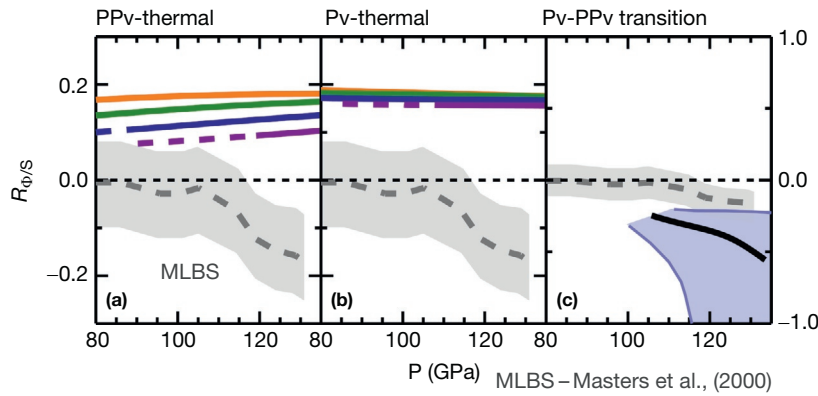 PPv-thermal Pv-thermal Pv-PPv transition
0.2 1.0
R_Φ/S 0.0 0.0
MLBS
−0.2
(a) (b) (c)
−1.0
80 100 120 80 100 120 80 100 120
P (GPa)
MLBS – Masters et al., (2000)